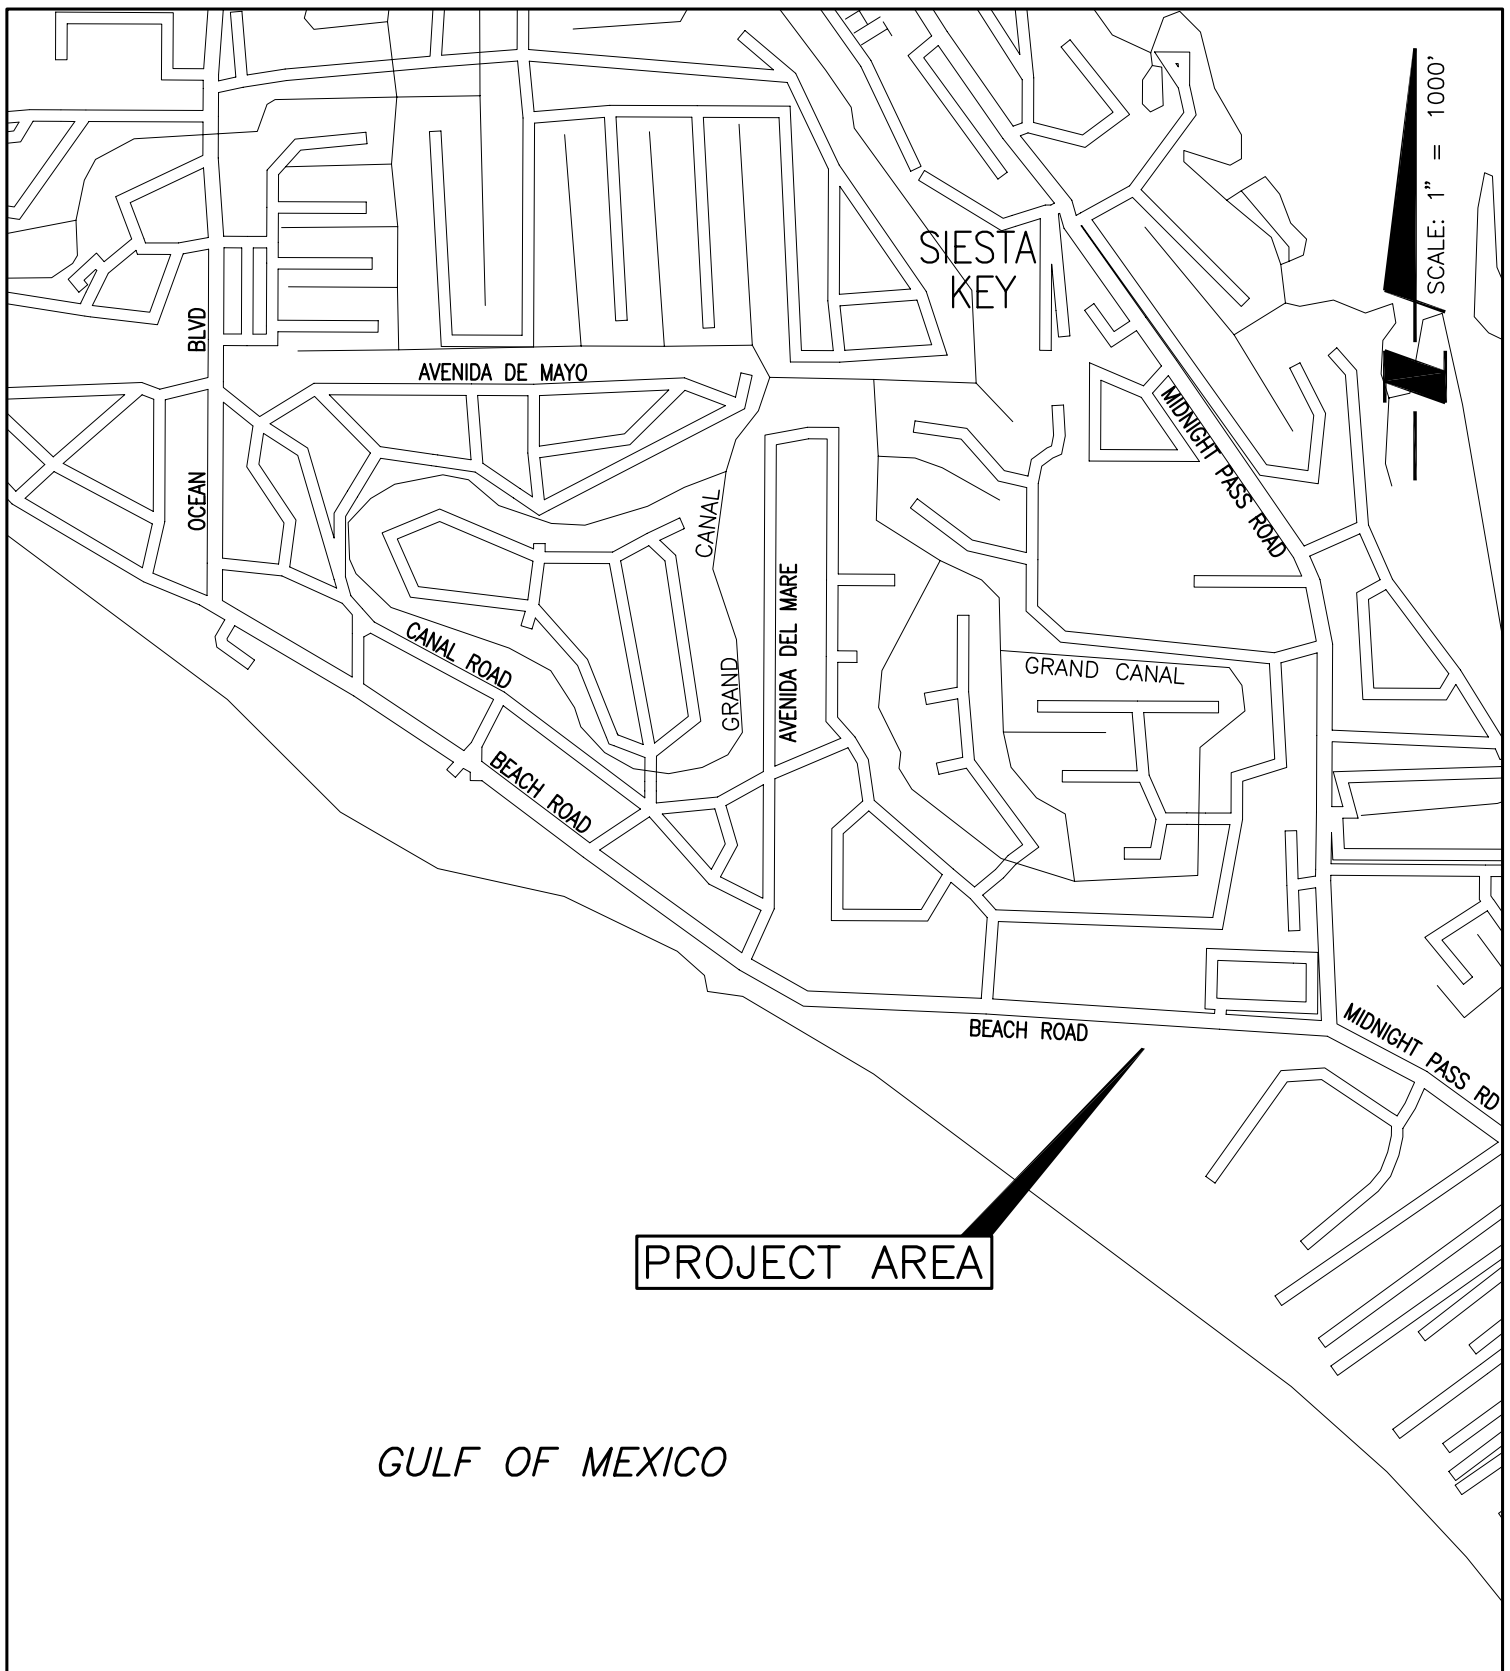 SCALE: 1" = 1000'
SIESTA
KEY
BLVD
AVENIDA DE MAYO
MIDNIGHT PASS ROAD
OCEAN
CANAL
AVENIDA DEL MARE
CANAL ROAD
GRAND
GRAND CANAL
BEACH ROAD
BEACH ROAD
MIDNIGHT PASS RD
PROJECT AREA
GULF OF MEXICO